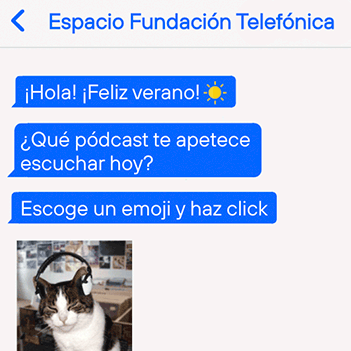 Espacio Fundación Telefónica
¡Hola! ¡Feliz verano!☀️
¿Qué pódcast te apetece
escuchar hoy?
Escoge un emoji y haz click